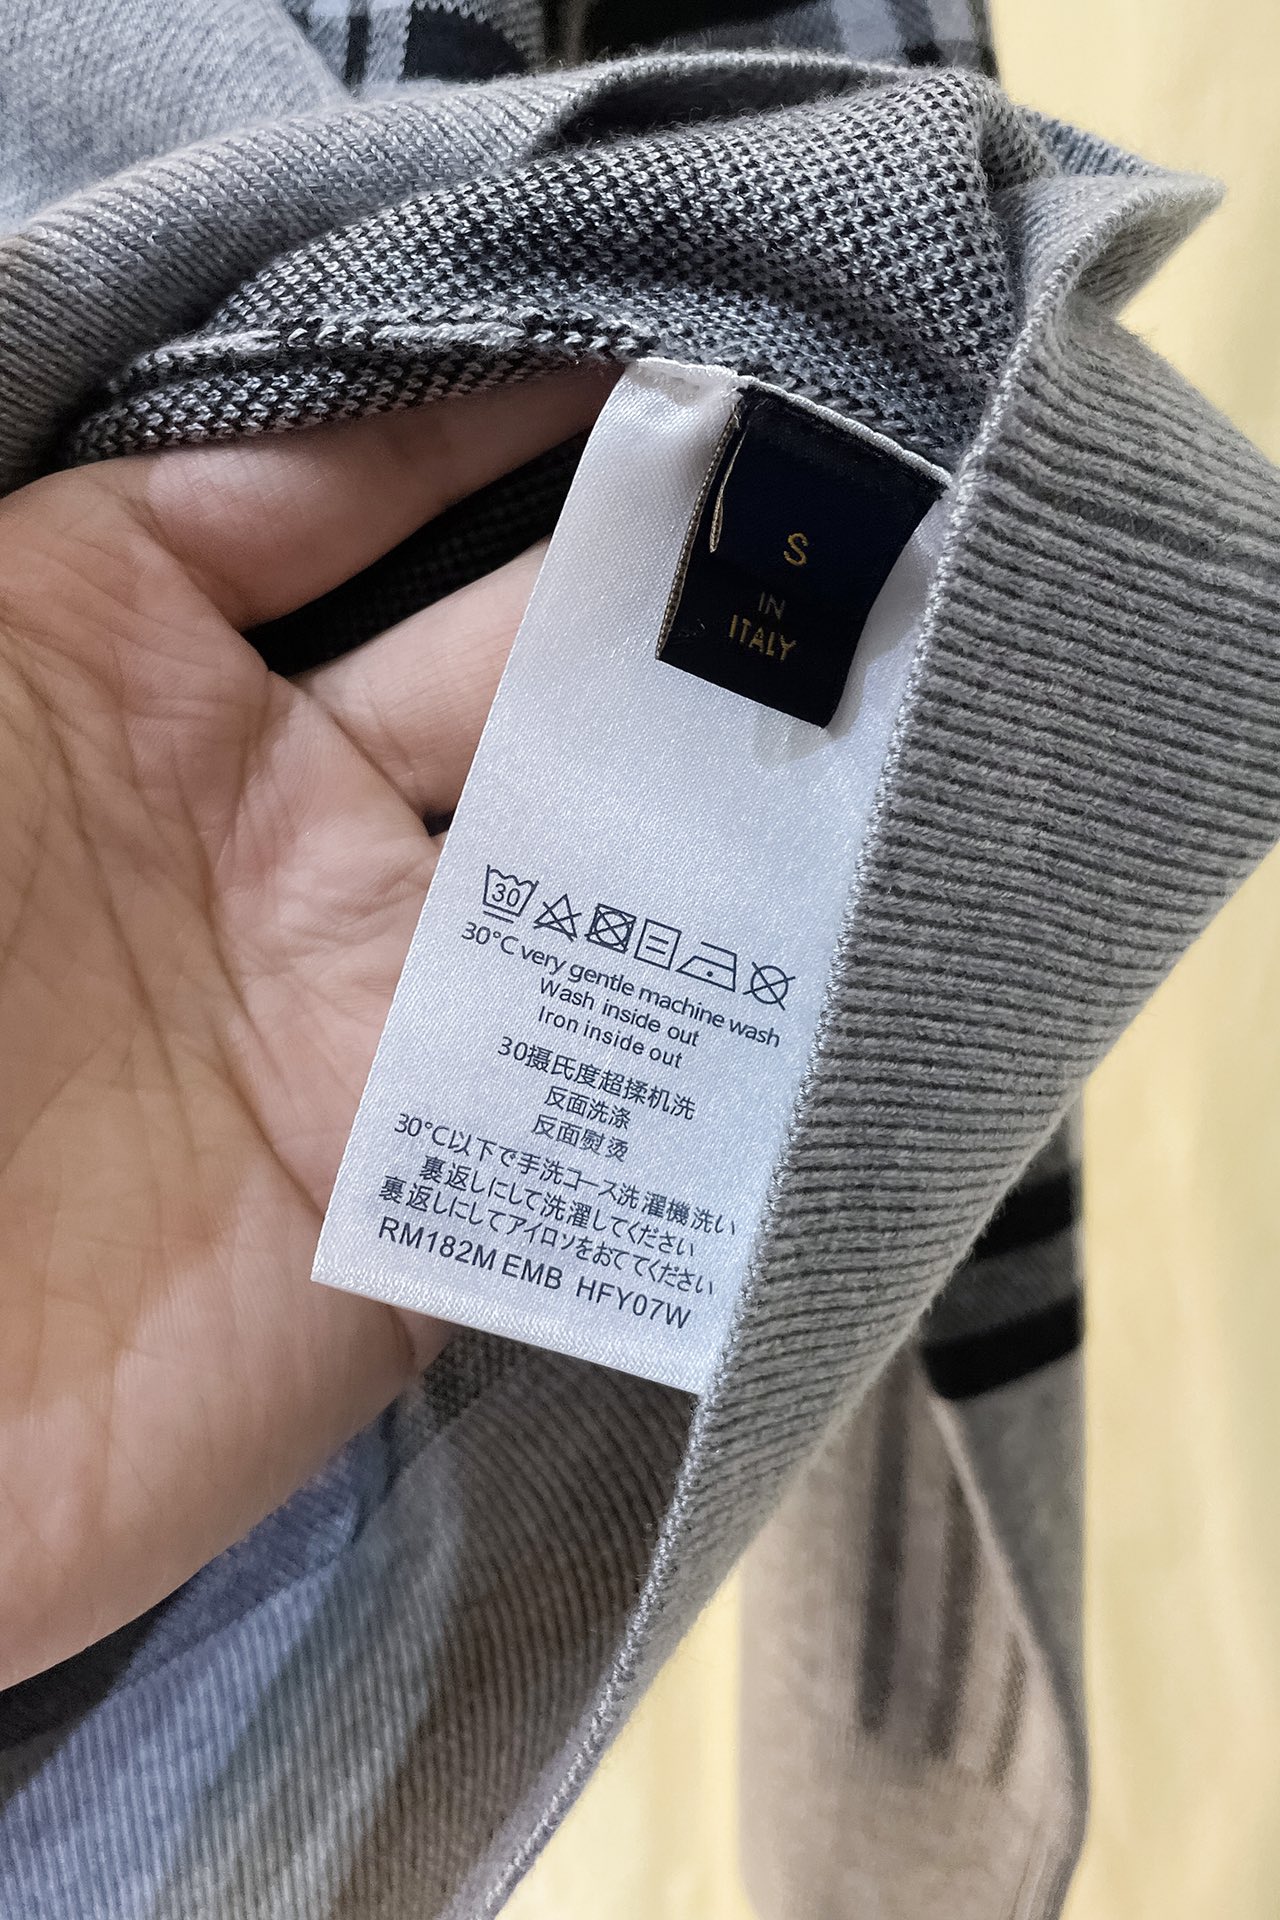 S
IN
ITALY
30
30°C very gentle machine wash
Wash inside out
Iron inside out
30摄氏度超揉机洗
反面洗涤
反面熨烫
30°C以下で手洗コース洗濯機洗い
裏返しにして洗濯してください
裏返しにしてアイロソをおててください
RM182M EMB HFY07W